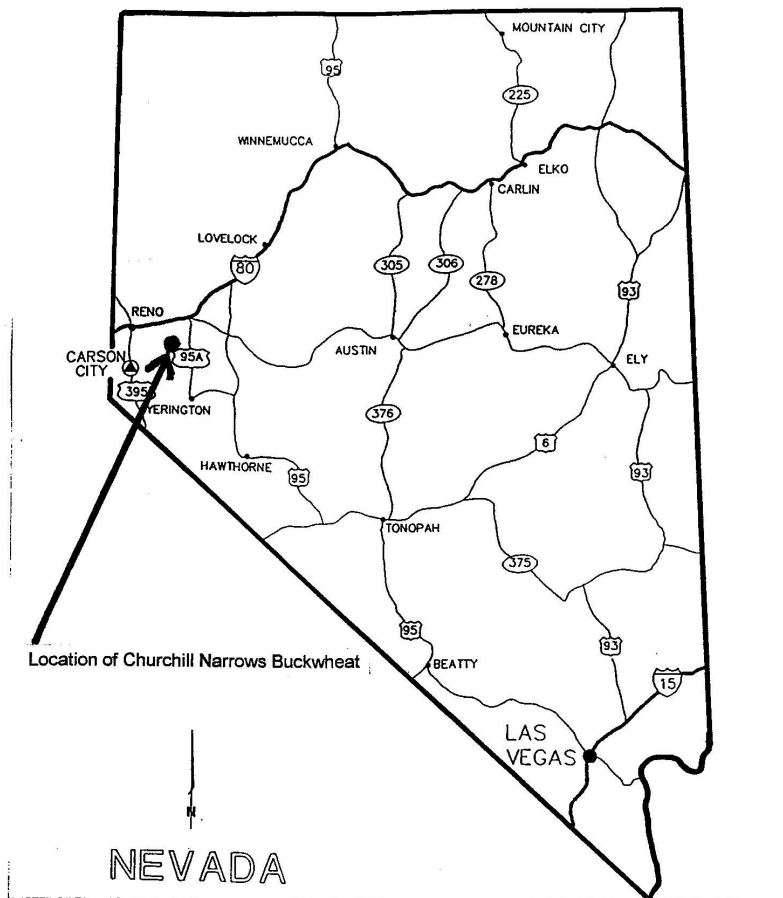 MOUNTAIN CITY
95
225
WINNEMUCCA
ELKO
CARLIN
LOVELOCK
80
305
306
278
93
RENO
AUSTIN
EUREKA
ELY
CARSON
CITY
95A
395
YERINGTON
376
6
HAWTHORNE
95
93
TONOPAH
375
95
93
Location of Churchill Narrows Buckwheat
BEATTY
15
LAS
VEGAS
N
NEVADA